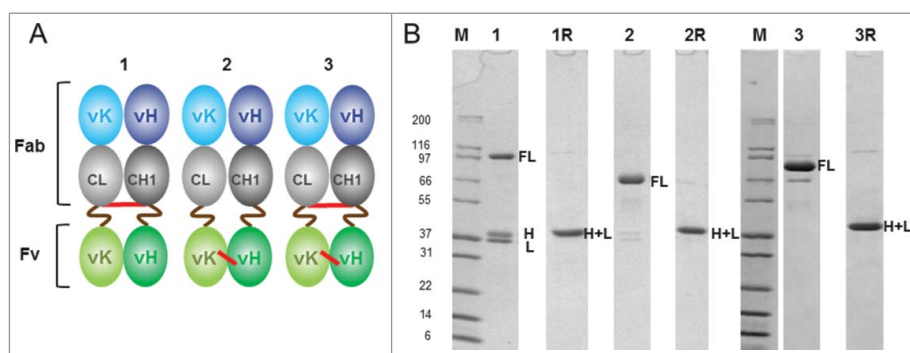 A
B
1 2 3
Fab
vK vH vK vH vK vH
CL CH1 CL CH1 CL CH1
Fv
vK vH vK vH vK vH
M 1 1R 2 2R M 3 3R
200
116
97 FL FL
66 FL
55
37 H H+L H+L H+L
31 L
22
14
6